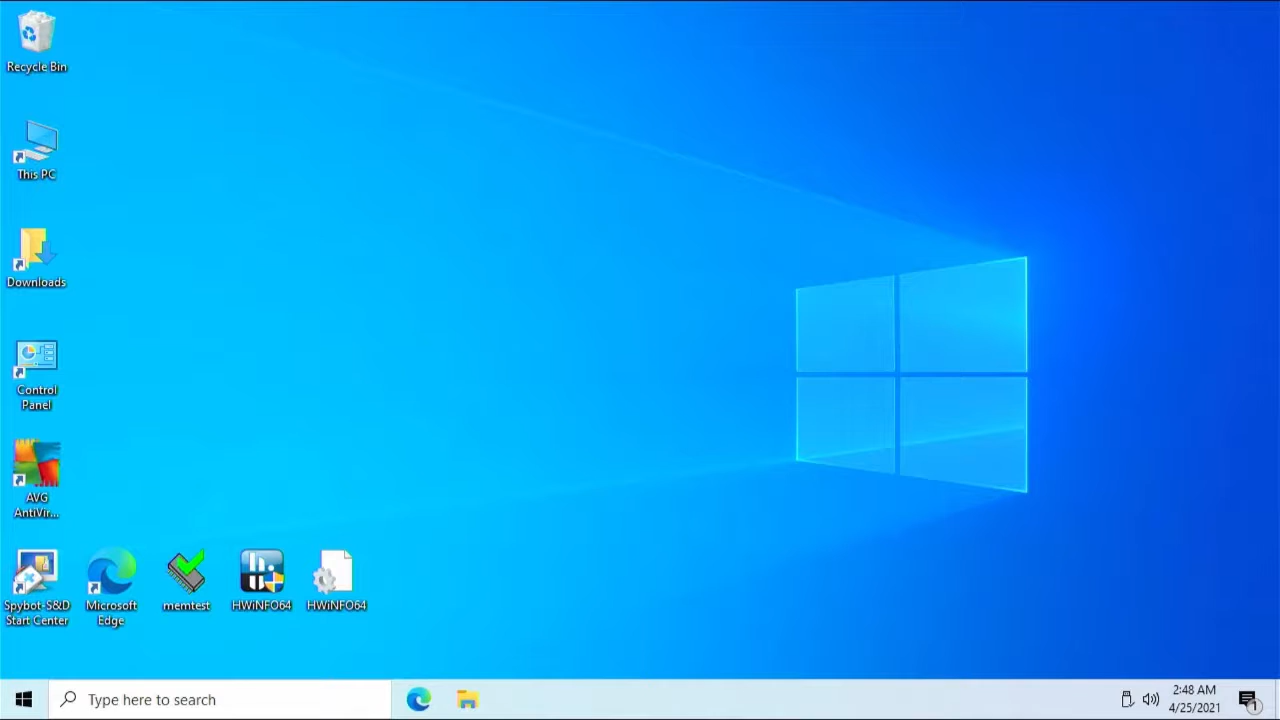 Recycle Bin
This PC
Downloads
Control
Panel
AVG
AntiVir...
Spybot-S&D
Start Center
Microsoft
Edge
memtest
HWiNFO64
HWiNFO64
Type here to search
2:48 AM
4/25/2021
1